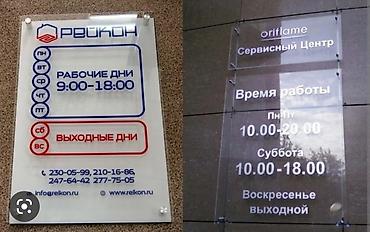 РЕЙКОН
ПН
ВТ
СР
ЧТ
ПТ
РАБОЧИЕ ДНИ
9:00-18:00
СБ
ВС
ВЫХОДНЫЕ ДНИ
230-05-99, 210-16-86,
247-64-42 277-75-05
info@reikon.ru
www.reikon.ru
oriflame
Сервисный Центр
Время работы
Пн-Пт
10.00-20.00
Суббота
10.00-18.00
Воскресенье
выходной